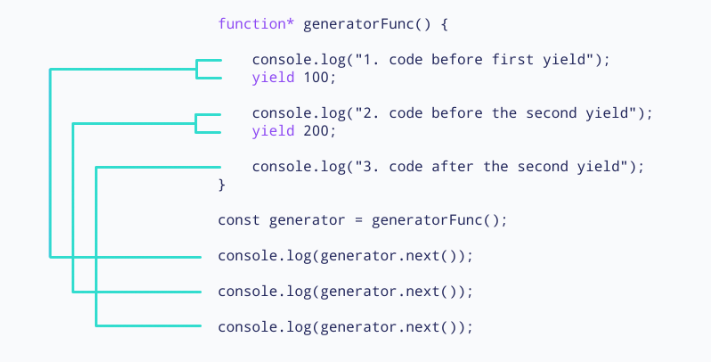 function* generatorFunc() {
console.log("1. code before first yield");
yield 100;
console.log("2. code before the second yield");
yield 200;
console.log("3. code after the second yield");
}
const generator = generatorFunc();
console.log(generator.next());
console.log(generator.next());
console.log(generator.next());